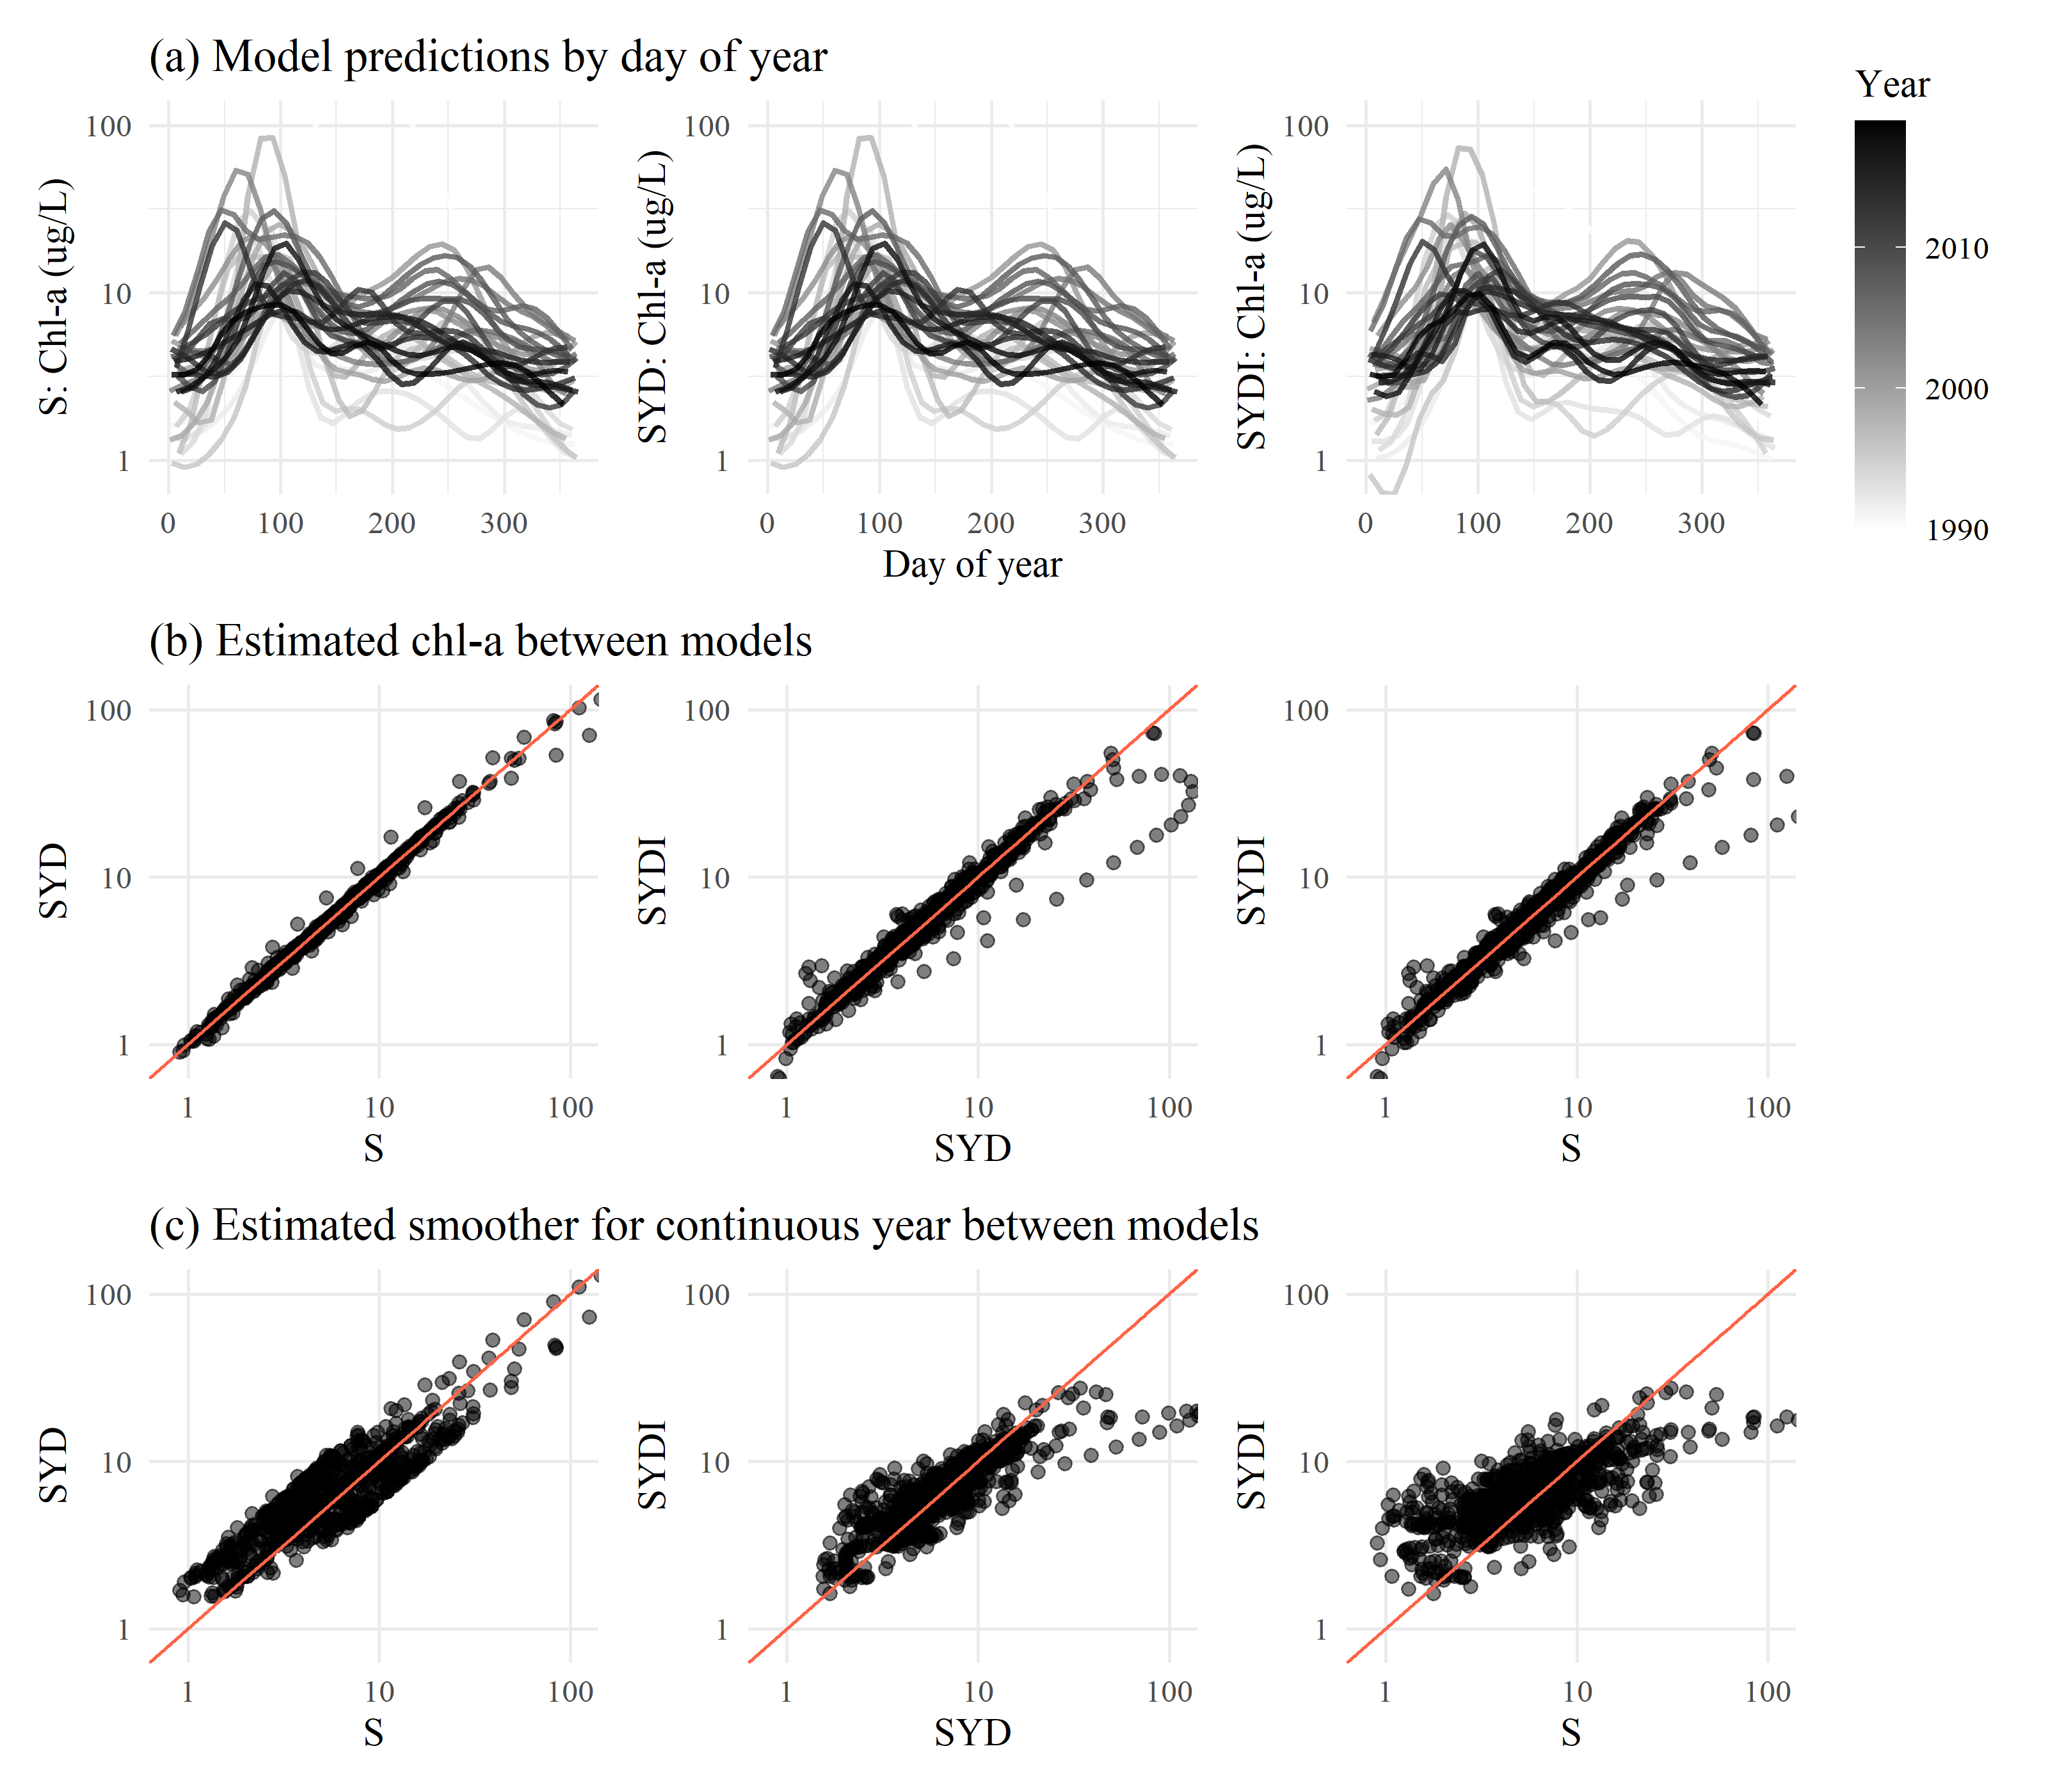 (a) Model predictions by day of year
Year
S: Chl-a (ug/L)
100
10
1
0 100 200 300
SYD: Chl-a (ug/L)
100
10
1
0 100 200 300
SYDI: Chl-a (ug/L)
100
10
1
0 100 200 300
Day of year
2010
2000
1990
(b) Estimated chl-a between models
SYD
100
10
1
1 10 100
S
SYDI
100
10
1
1 10 100
SYD
SYDI
100
10
1
1 10 100
S
(c) Estimated smoother for continuous year between models
SYD
100
10
1
1 10 100
S
SYDI
100
10
1
1 10 100
SYD
SYDI
100
10
1
1 10 100
S